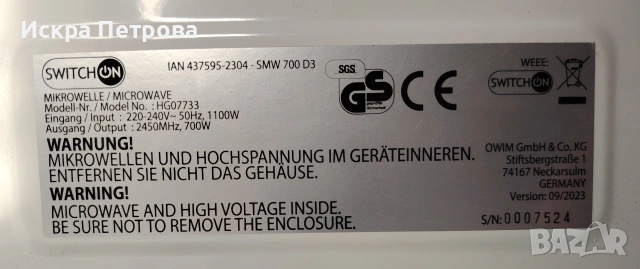 Искра Петрова
SWITCH ON
IAN 437595-2304 - SMW 700 D3
MIKROWELLE / MICROWAVE
Modell-Nr. / Model No. : HG07733
Eingang / Input : 220-240V~ 50Hz, 1100W
Ausgang / Output : 2450MHz, 700W
SGS
GS
CE
WEEE:
SWITCH ON
WARNUNG!
MIKROWELLEN UND HOCHSPANNUNG IM GERÄTEINNEREN.
ENTFERNEN SIE NICHT DAS GEHÄUSE.
WARNING!
MICROWAVE AND HIGH VOLTAGE INSIDE.
BE SURE NOT TO REMOVE THE ENCLOSURE.
OWIM GmbH & Co. KG
Stiftsbergstraße 1
74167 Neckarsulm
GERMANY
Version: 09/2023
S/N: 0007524
BAZAR.bg